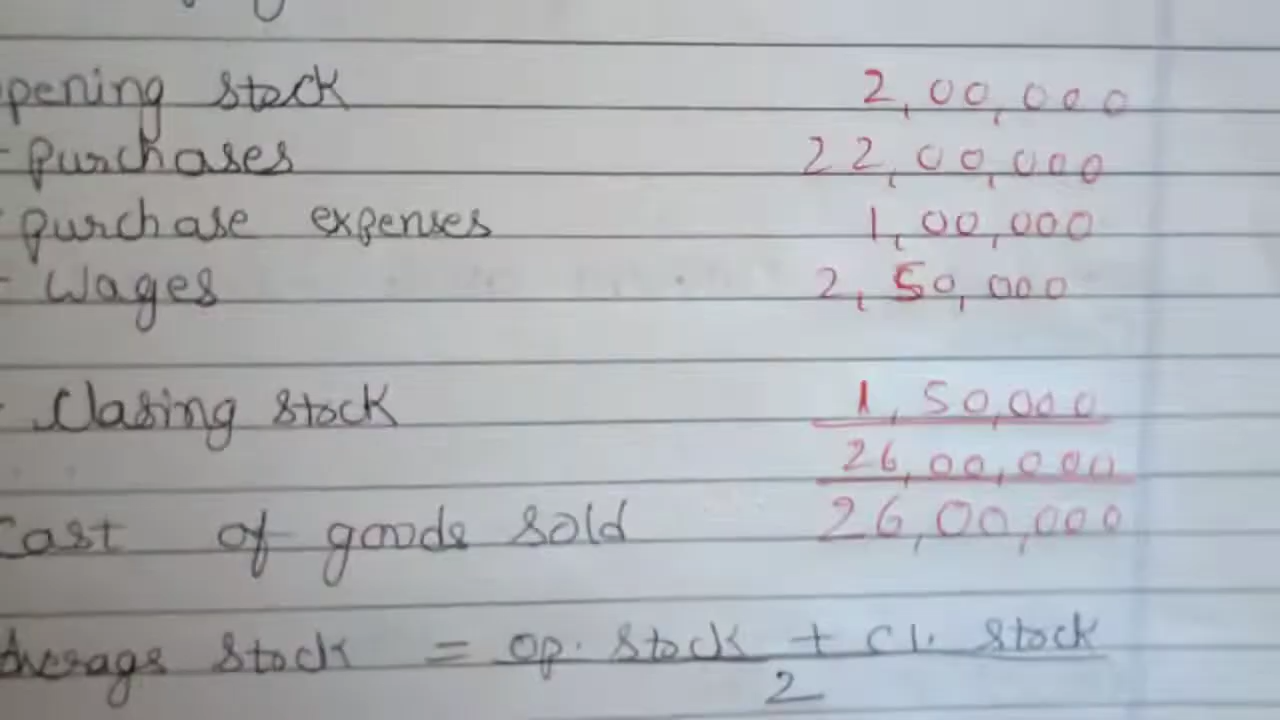 pening stock 2,00,000
- purchases 22,00,000
- purchase expenses 1,00,000
- Wages 2,50,000
- Closing stock 1,50,000
26,00,000
Cost of goods sold 26,00,000
Average stock = op. stock + cl. stock
2